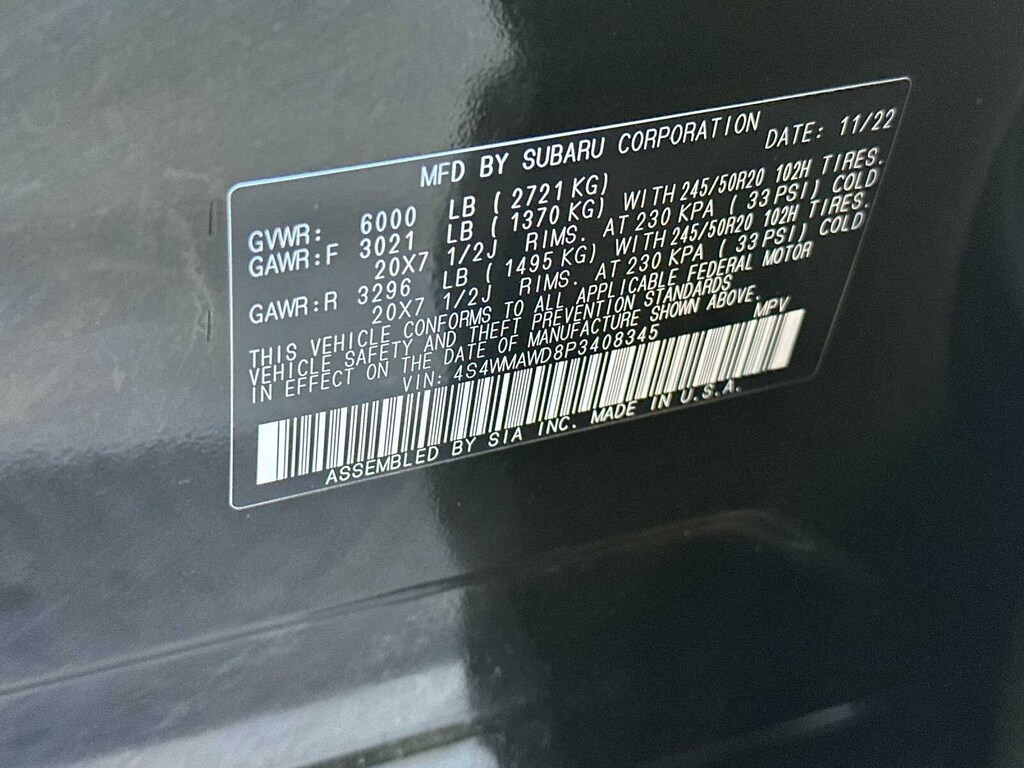 MFD BY SUBARU CORPORATION DATE: 11/22
GVWR: 6000 LB ( 2721 KG)
GAWR:F 3021 LB ( 1370 KG) WITH 245/50R20 102H TIRES.
20X7 1/2J RIMS. AT 230 KPA ( 33 PSI) COLD
GAWR:R 3296 LB ( 1495 KG) WITH 245/50R20 102H TIRES.
20X7 1/2J RIMS. AT 230 KPA ( 33 PSI) COLD
THIS VEHICLE CONFORMS TO ALL APPLICABLE FEDERAL MOTOR
VEHICLE SAFETY AND THEFT PREVENTION STANDARDS
IN EFFECT ON THE DATE OF MANUFACTURE SHOWN ABOVE.
VIN: 4S4WMAWD8P3408345 MPV
ASSEMBLED BY SIA INC. MADE IN U.S.A.